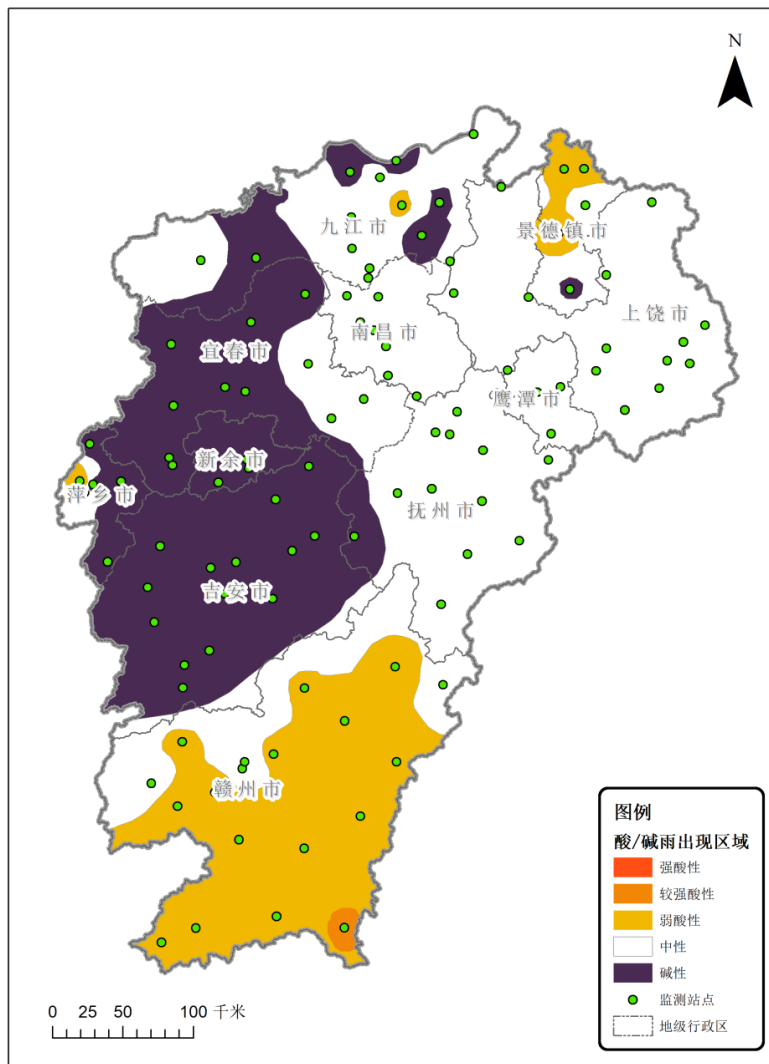 N
九江市
景德镇市
上饶市
南昌市
宜春市
鹰潭市
新余市
萍乡市
抚州市
吉安市
赣州市
图例
酸/碱雨出现区域
强酸性
较强酸性
弱酸性
中性
碱性
监测站点
地级行政区
0 25 50 100 千米